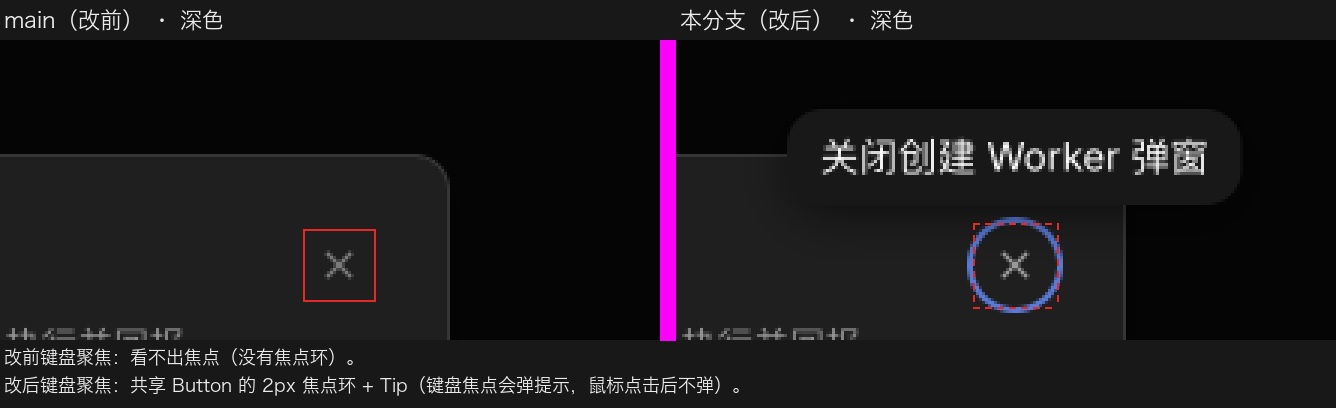 main（改前） · 深色
本分支（改后） · 深色
关闭创建 Worker 弹窗
改前键盘聚焦：看不出焦点（没有焦点环）。
改后键盘聚焦：共享 Button 的 2px 焦点环 + Tip（键盘焦点会弹提示，鼠标点击后不弹）。